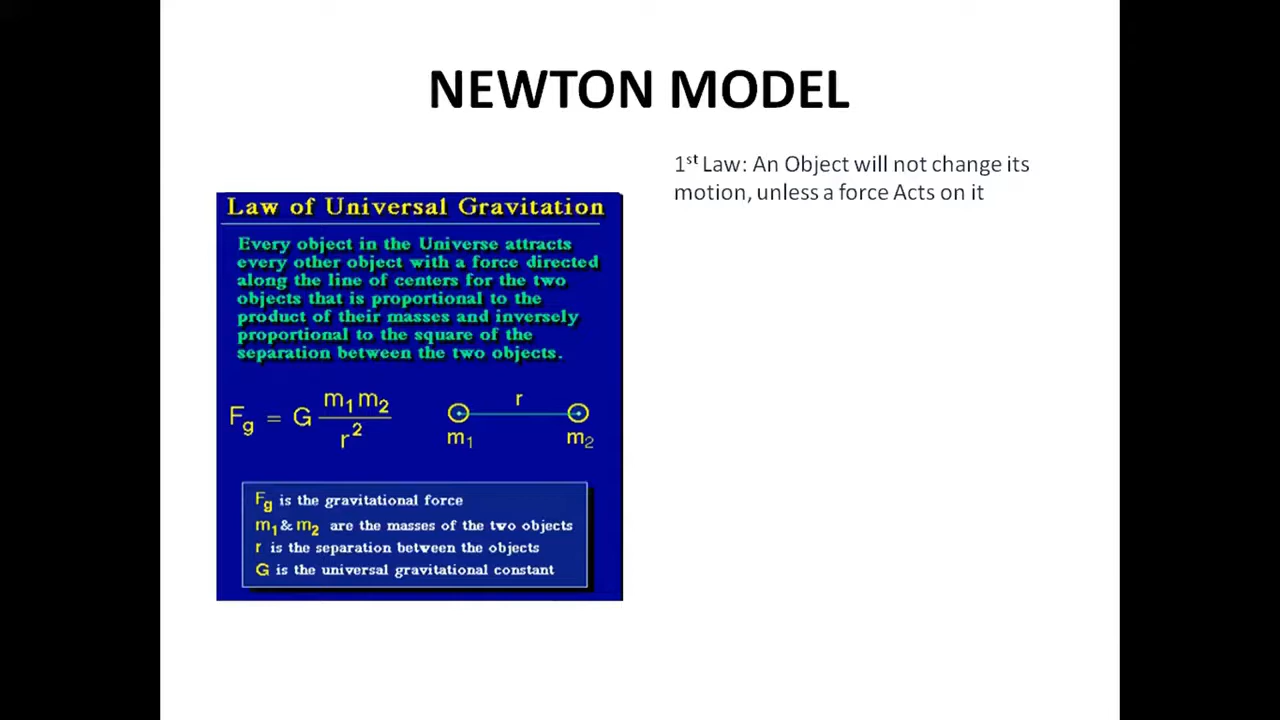 NEWTON MODEL
1st Law: An Object will not change its
motion, unless a force Acts on it
Law of Universal Gravitation
Every object in the Universe attracts
every other object with a force directed
along the line of centers for the two
objects that is proportional to the
product of their masses and inversely
proportional to the square of the
separation between the two objects.
Fg = G m1 m2 / r2
r
m1 m2
Fg is the gravitational force
m1 & m2 are the masses of the two objects
r is the separation between the objects
G is the universal gravitational constant